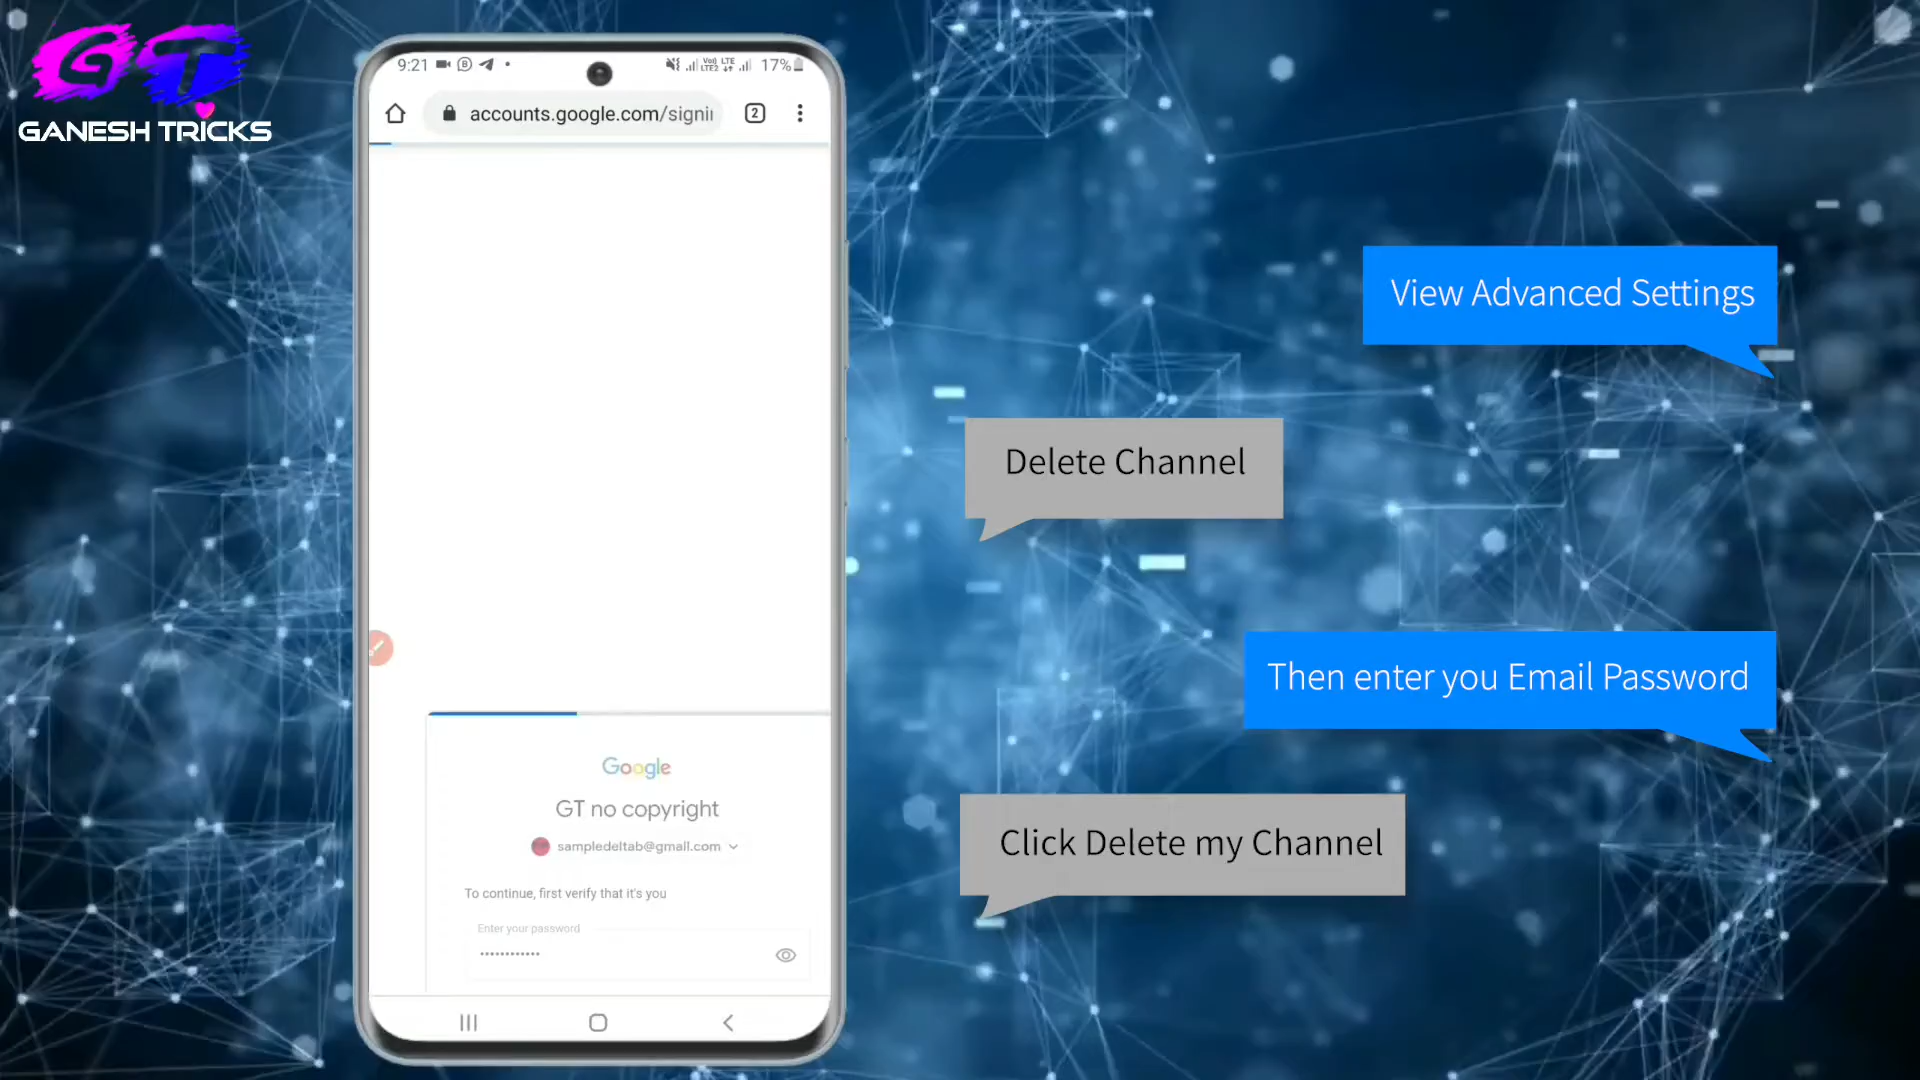 GT
GANESH TRICKS
9:21
17%
accounts.google.com/signi
2
Google
GT no copyright
sampledeltab@gmail.com
To continue, first verify that it's you
Enter your password
••••••••••••
View Advanced Settings
Delete Channel
Then enter you Email Password
Click Delete my Channel